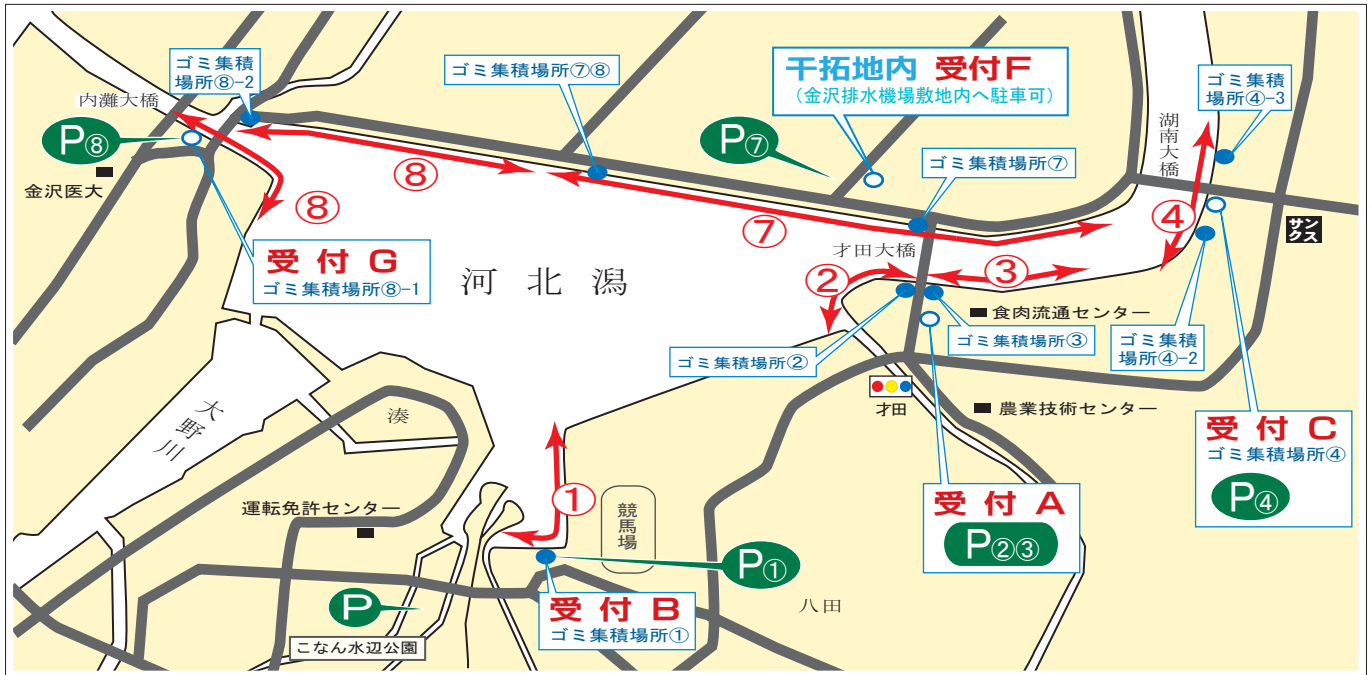 ゴミ集積
場所⑧-2
内灘大橋
P⑧
金沢医大
ゴミ集積場所⑦⑧
干拓地内 受付F
(金沢排水機場敷地内へ駐車可)
P⑦
ゴミ集積
場所④-3
湖南大橋
ゴミ集積場所⑦
サン
クス
⑧
⑧
⑦
④
受付 G
ゴミ集積場所⑧-1
河北潟
才田大橋
②
③
食肉流通センター
ゴミ集積場所②
ゴミ集積場所③
ゴミ集積
場所④-2
才田
農業技術センター
受付 C
ゴミ集積場所④
P④
受付 A
P②③
大野川
湊
運転免許センター
①
競馬場
P①
P
こなん水辺公園
受付 B
ゴミ集積場所①
八田